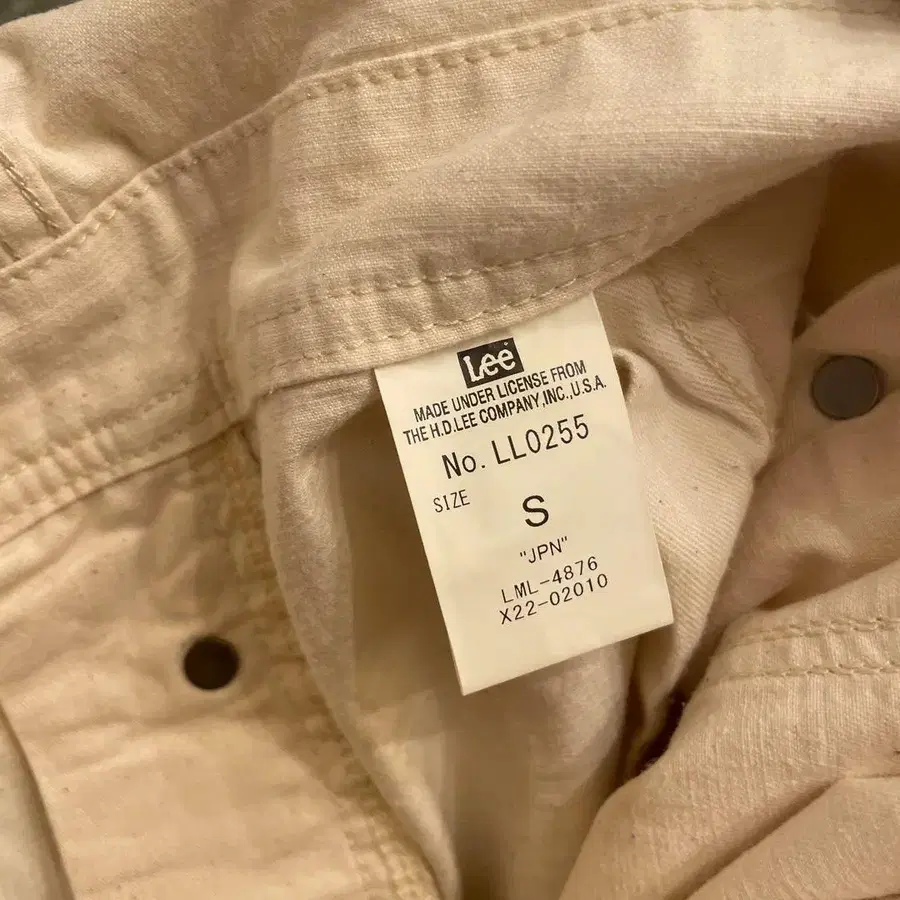 Lee
MADE UNDER LICENSE FROM
THE H.D.LEE COMPANY,INC.,U.S.A.
No. LL0255
SIZE
S
"JPN"
LML-4876
X22-02010